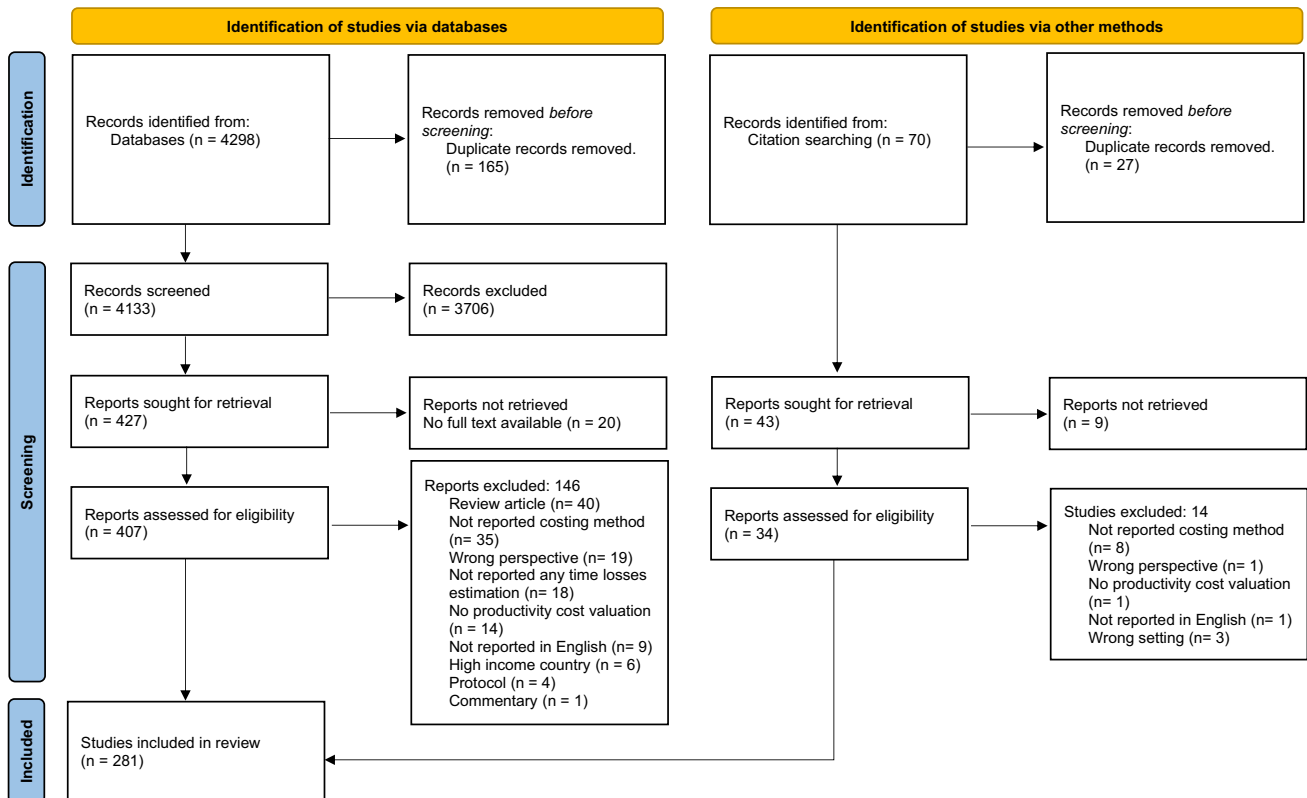 Identification of studies via databases
Identification of studies via other methods
Identification
Records identified from:
Databases (n = 4298)
Records removed before
screening:
Duplicate records removed.
(n = 165)
Records identified from:
Citation searching (n = 70)
Records removed before
screening:
Duplicate records removed.
(n = 27)
Screening
Records screened
(n = 4133)
Records excluded
(n = 3706)
Reports sought for retrieval
(n = 427)
Reports not retrieved
No full text available (n = 20)
Reports sought for retrieval
(n = 43)
Reports not retrieved
(n = 9)
Reports assessed for eligibility
(n = 407)
Reports excluded: 146
Review article (n= 40)
Not reported costing method
(n= 35)
Wrong perspective (n= 19)
Not reported any time losses
estimation (n= 18)
No productivity cost valuation
(n = 14)
Not reported in English (n= 9)
High income country (n = 6)
Protocol (n = 4)
Commentary (n = 1)
Reports assessed for eligibility
(n = 34)
Studies excluded: 14
Not reported costing method
(n= 8)
Wrong perspective (n= 1)
No productivity cost valuation
(n= 1)
Not reported in English (n= 1)
Wrong setting (n= 3)
Included
Studies included in review
(n = 281)